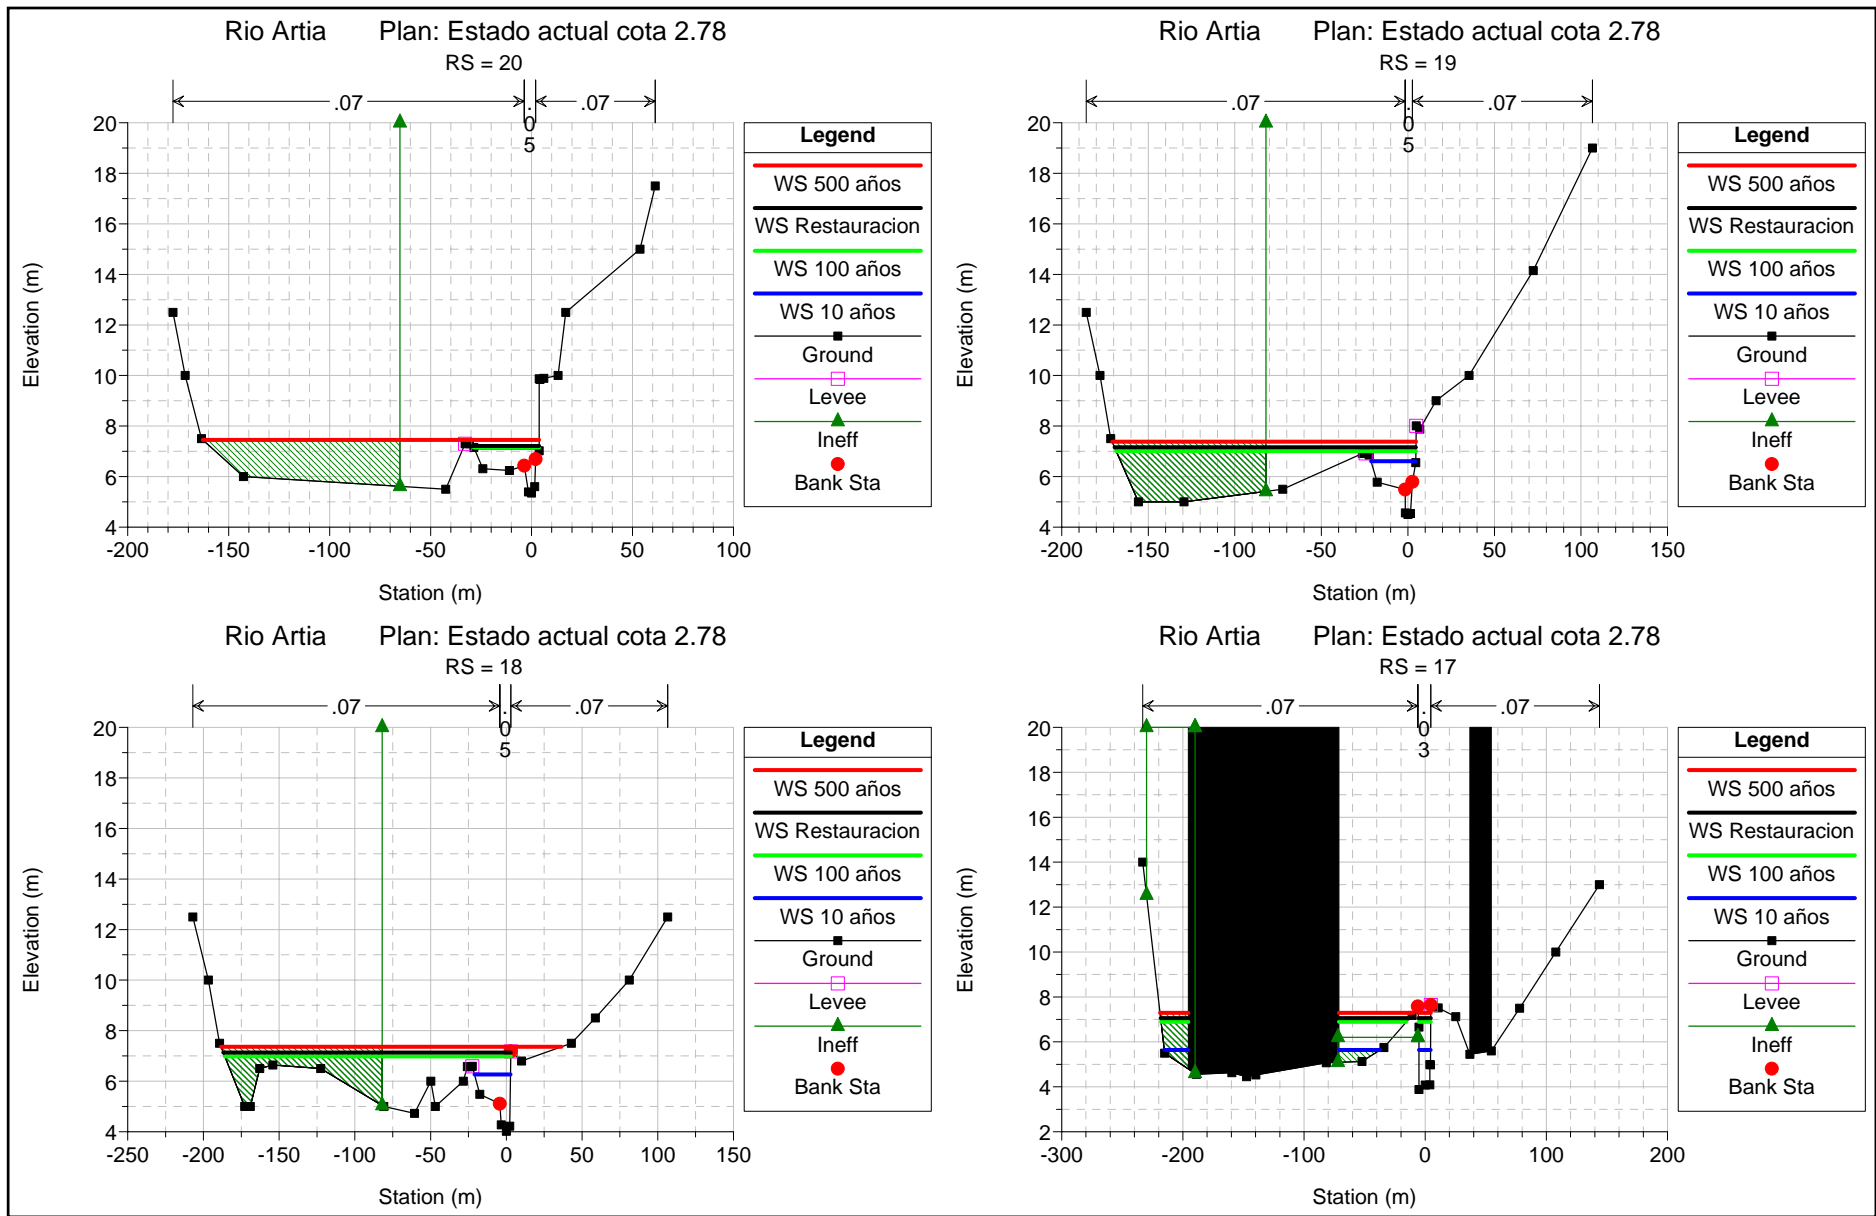 Rio Artia Plan: Estado actual cota 2.78
RS = 20
.07
.05
.07
Elevation (m)
20
18
16
14
12
10
8
6
4
-200 -150 -100 -50 0 50 100
Station (m)
Legend
WS 500 años
WS Restauracion
WS 100 años
WS 10 años
Ground
Levee
Ineff
Bank Sta
Rio Artia Plan: Estado actual cota 2.78
RS = 19
.07
.05
.07
Elevation (m)
20
18
16
14
12
10
8
6
4
-200 -150 -100 -50 0 50 100 150
Station (m)
Legend
WS 500 años
WS Restauracion
WS 100 años
WS 10 años
Ground
Levee
Ineff
Bank Sta
Rio Artia Plan: Estado actual cota 2.78
RS = 18
.07
.05
.07
Elevation (m)
20
18
16
14
12
10
8
6
4
-250 -200 -150 -100 -50 0 50 100 150
Station (m)
Legend
WS 500 años
WS Restauracion
WS 100 años
WS 10 años
Ground
Levee
Ineff
Bank Sta
Rio Artia Plan: Estado actual cota 2.78
RS = 17
.07
.03
.07
Elevation (m)
20
18
16
14
12
10
8
6
4
2
-300 -200 -100 0 100 200
Station (m)
Legend
WS 500 años
WS Restauracion
WS 100 años
WS 10 años
Ground
Levee
Ineff
Bank Sta